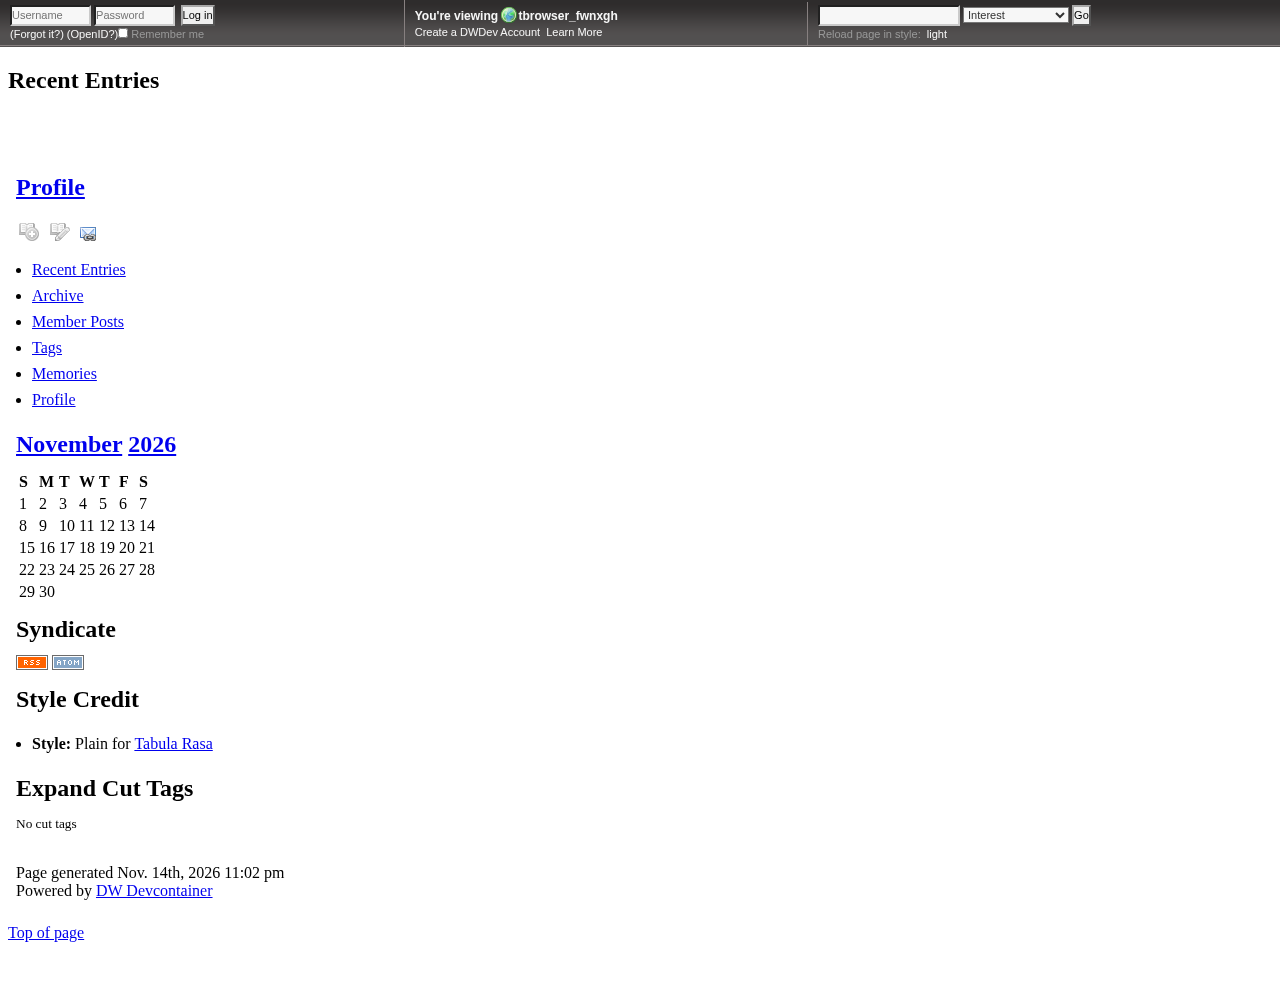 Username Password Log in
(Forgot it?) (OpenID?) Remember me
You're viewing tbrowser_fwnxgh
Create a DWDev Account Learn More
Interest Go
Reload page in style: light
Recent Entries
Profile
Recent Entries
Archive
Member Posts
Tags
Memories
Profile
November 2026
S M T W T F S
1 2 3 4 5 6 7
8 9 10 11 12 13 14
15 16 17 18 19 20 21
22 23 24 25 26 27 28
29 30
Syndicate
RSS ATOM
Style Credit
Style: Plain for Tabula Rasa
Expand Cut Tags
No cut tags
Page generated Nov. 14th, 2026 11:02 pm
Powered by DW Devcontainer
Top of page